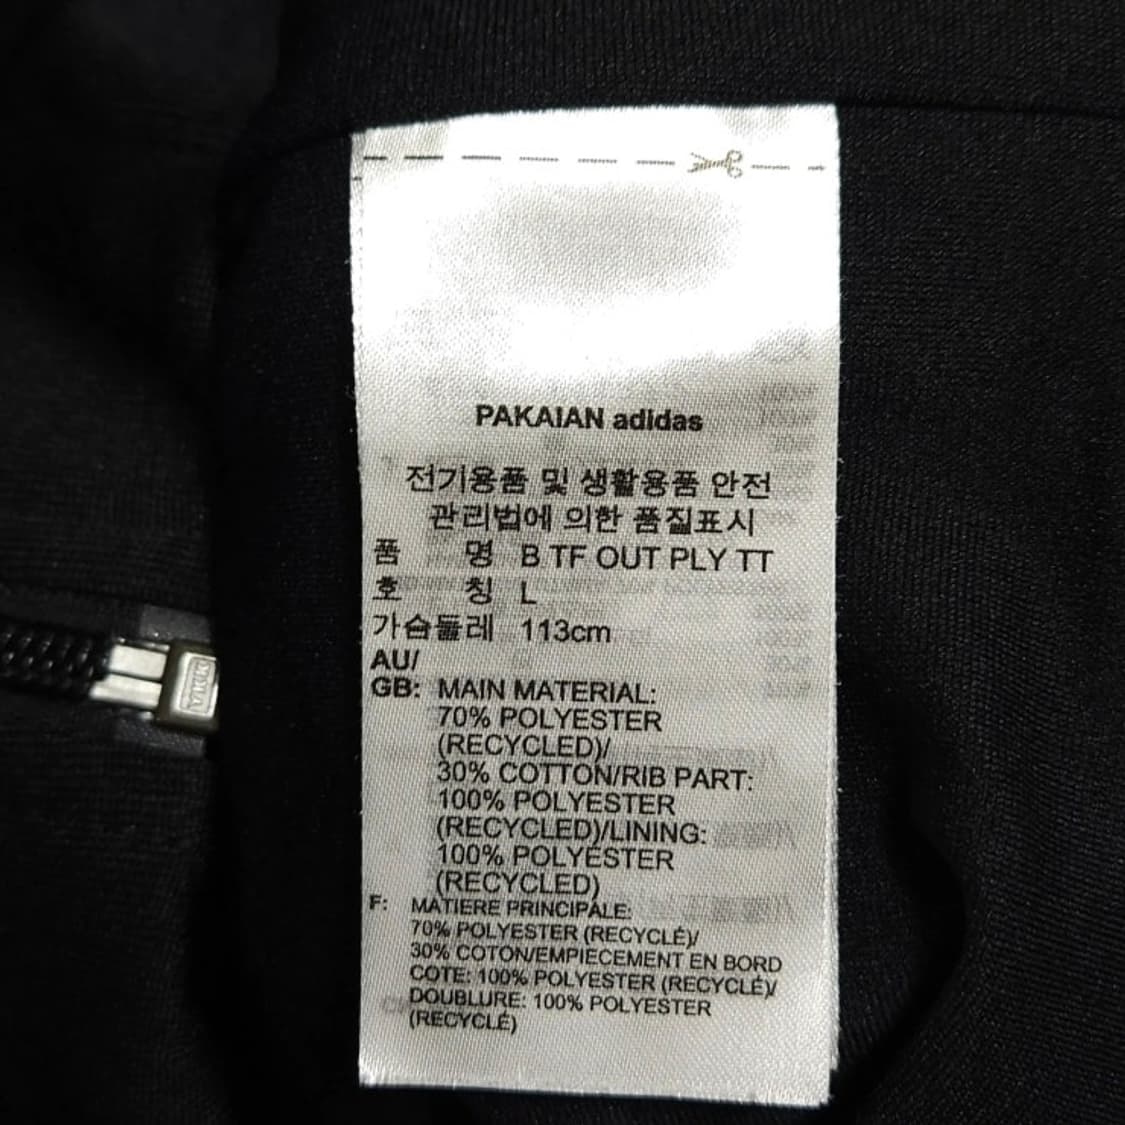 PAKAIAN adidas
전기용품 및 생활용품 안전
관리법에 의한 품질표시
품 명 B TF OUT PLY TT
호 칭 L
가슴둘레 113cm
AU/
GB: MAIN MATERIAL:
70% POLYESTER
(RECYCLED)/
30% COTTON/RIB PART:
100% POLYESTER
(RECYCLED)/LINING:
100% POLYESTER
(RECYCLED)
F: MATIERE PRINCIPALE:
70% POLYESTER (RECYCLÉ)/
30% COTON/EMPIECEMENT EN BORD
COTE: 100% POLYESTER (RECYCLÉ)/
DOUBLURE: 100% POLYESTER
(RECYCLÉ)